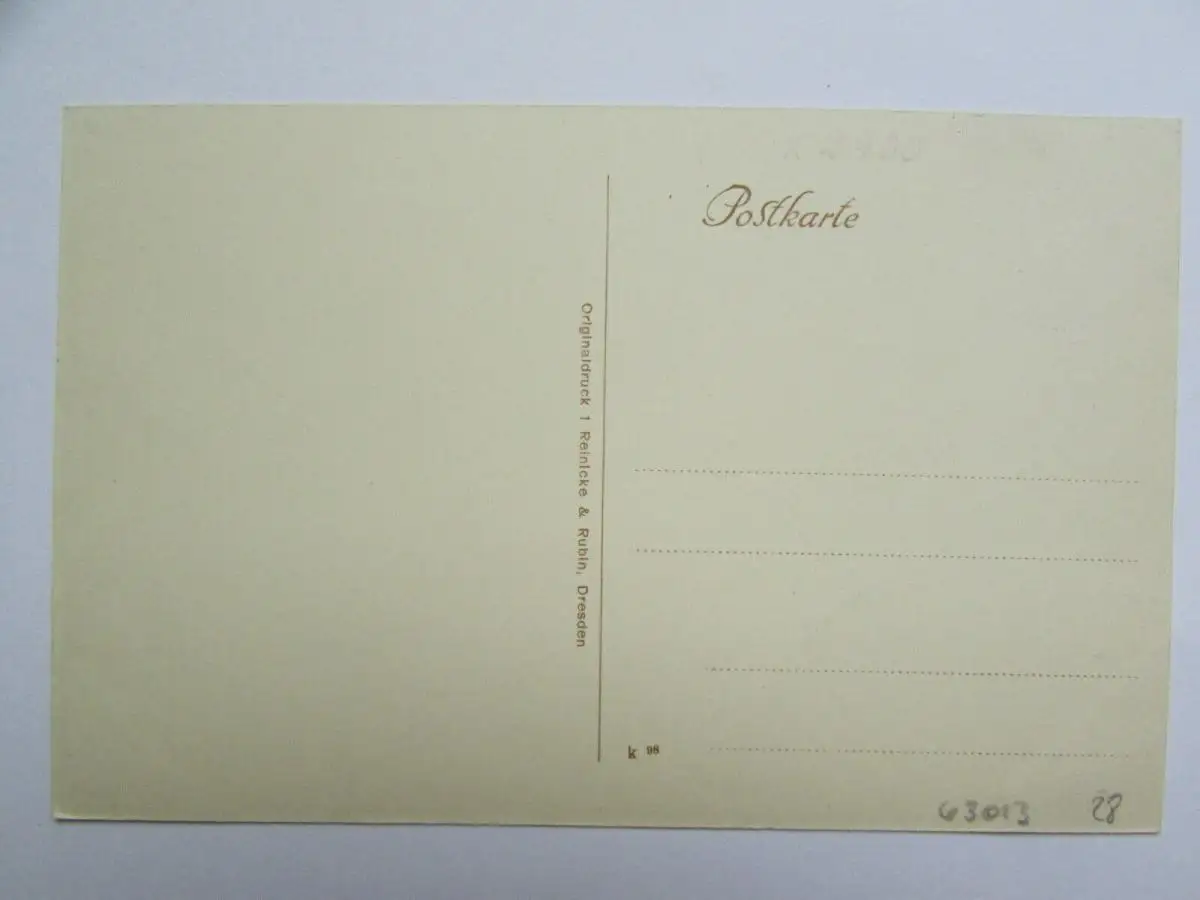 Postkarte
Originaldruck 1 Reinicke & Rubin, Dresden
k 98
63013 28